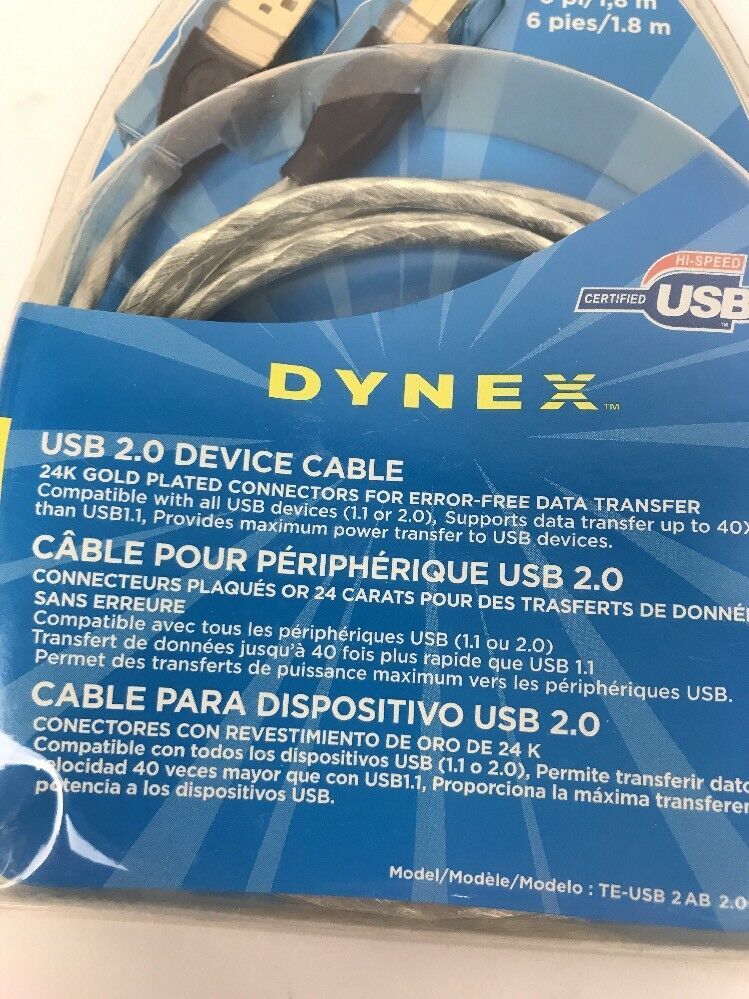 6 pi/1,8 m
6 pies/1.8 m
HI-SPEED
CERTIFIED USB
TM
DYNEX TM
USB 2.0 DEVICE CABLE
24K GOLD PLATED CONNECTORS FOR ERROR-FREE DATA TRANSFER
Compatible with all USB devices (1.1 or 2.0), Supports data transfer up to 40X
than USB1.1, Provides maximum power transfer to USB devices.
CÂBLE POUR PÉRIPHÉRIQUE USB 2.0
CONNECTEURS PLAQUÉS OR 24 CARATS POUR DES TRASFERTS DE DONNÉ
SANS ERREURE
Compatible avec tous les périphériques USB (1.1 ou 2.0)
Transfert de données jusqu'à 40 fois plus rapide que USB 1.1
Permet des transferts de puissance maximum vers les périphériques USB.
CABLE PARA DISPOSITIVO USB 2.0
CONECTORES CON REVESTIMIENTO DE ORO DE 24 K
Compatible con todos los dispositivos USB (1.1 o 2.0), Permite transferir dato
velocidad 40 veces mayor que con USB1.1, Proporciona la máxima transferen
potencia a los dispositivos USB.
Model/Modèle/Modelo : TE-USB 2AB 2.0